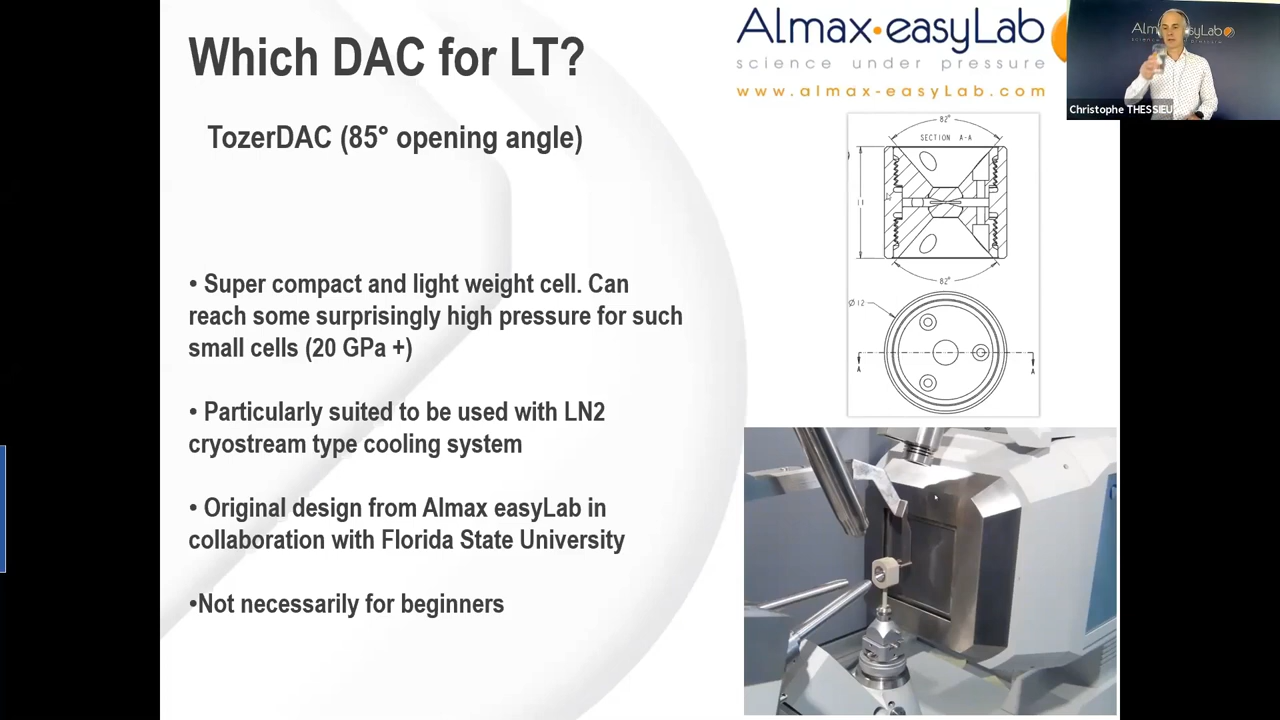 Which DAC for LT?
TozerDAC (85° opening angle)
• Super compact and light weight cell. Can
reach some surprisingly high pressure for such
small cells (20 GPa +)
• Particularly suited to be used with LN2
cryostream type cooling system
• Original design from Almax easyLab in
collaboration with Florida State University
•Not necessarily for beginners
Almax•easyLab
science under pressure
www.almax-easyLab.com
82°
SECTION A-A
11
82°
Ø12
A
A
Christophe THESSIEU